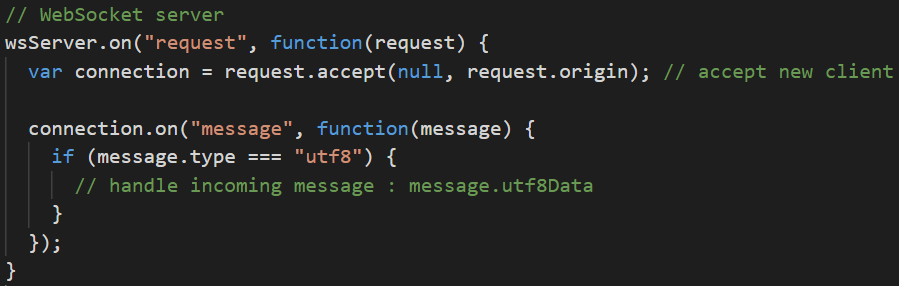 // WebSocket server
wsServer.on("request", function(request) {
  var connection = request.accept(null, request.origin); // accept new client

  connection.on("message", function(message) {
    if (message.type === "utf8") {
      // handle incoming message : message.utf8Data
    }
  });
}